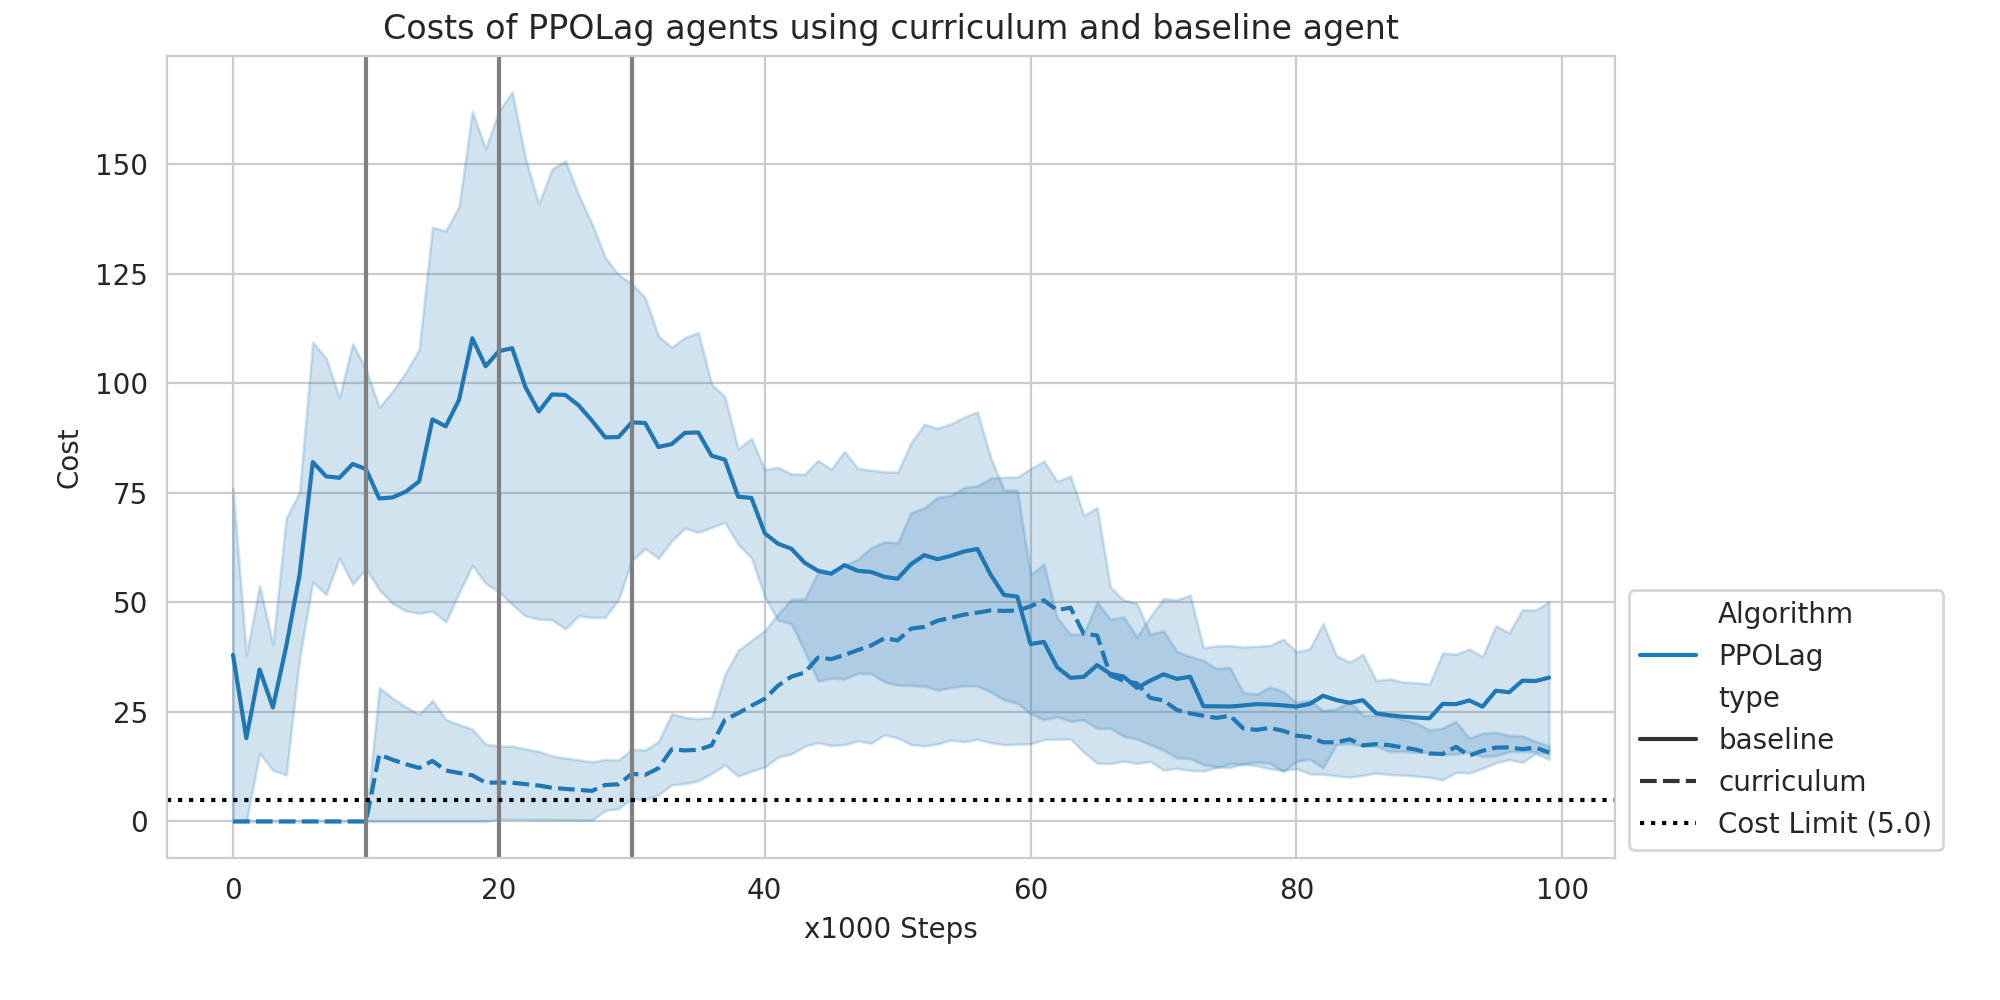 Costs of PPOLag agents using curriculum and baseline agent
Cost
150
125
100
75
50
25
0
0 20 40 60 80 100
x1000 Steps
Algorithm
PPOLag
type
baseline
curriculum
Cost Limit (5.0)